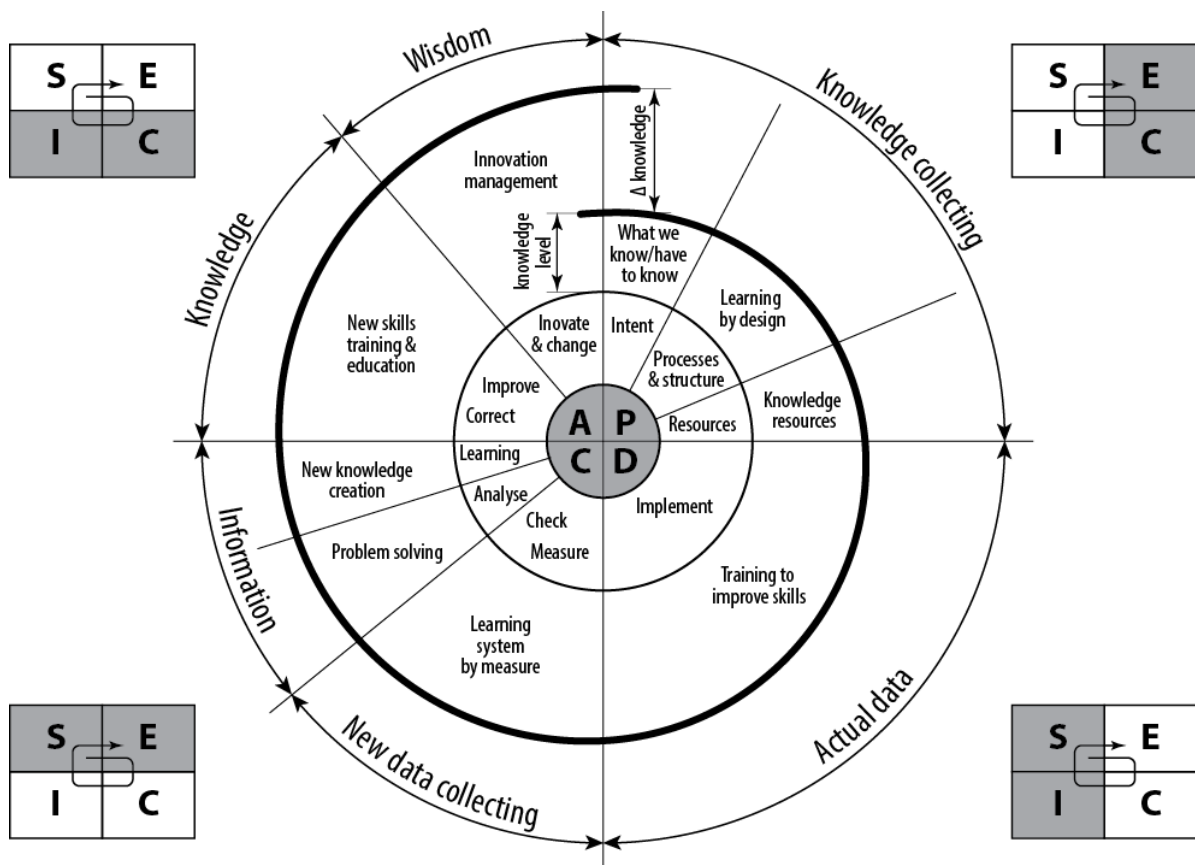 S E
I C
Wisdom
Knowledge collecting
S E
I C
Knowledge
Innovation
management
Δ knowledge
knowledge
level
What we
know/have
to know
Learning
by design
New skills
training &
education
Inovate
& change
Intent
Processes
& structure
Improve
Correct
Knowledge
resources
Resources
A P
C D
Learning
New knowledge
creation
Analyse
Implement
Check
Measure
Problem solving
Information
Training to
improve skills
Learning
system
by measure
Actual data
New data collecting
S E
I C
S E
I C